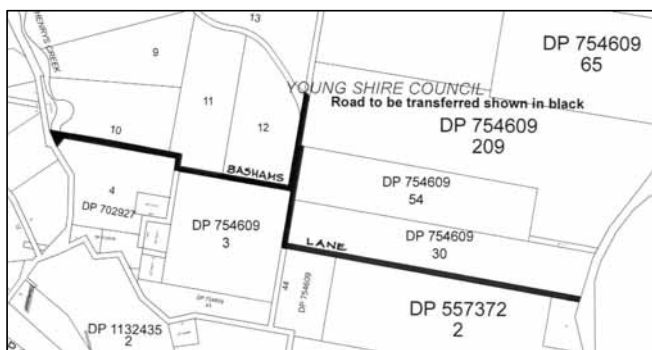 HENRYS CREEK
13
DP 754609
65
9
YOUNG SHIRE COUNCIL
Road to be transferred shown in black
11
10
12
DP 754609
209
BASHAMS
DP 754609
54
4
DP 702927
DP 754609
3
LANE
DP 754609
30
44
DP 754609
DP 557372
2
DP 1132435
2